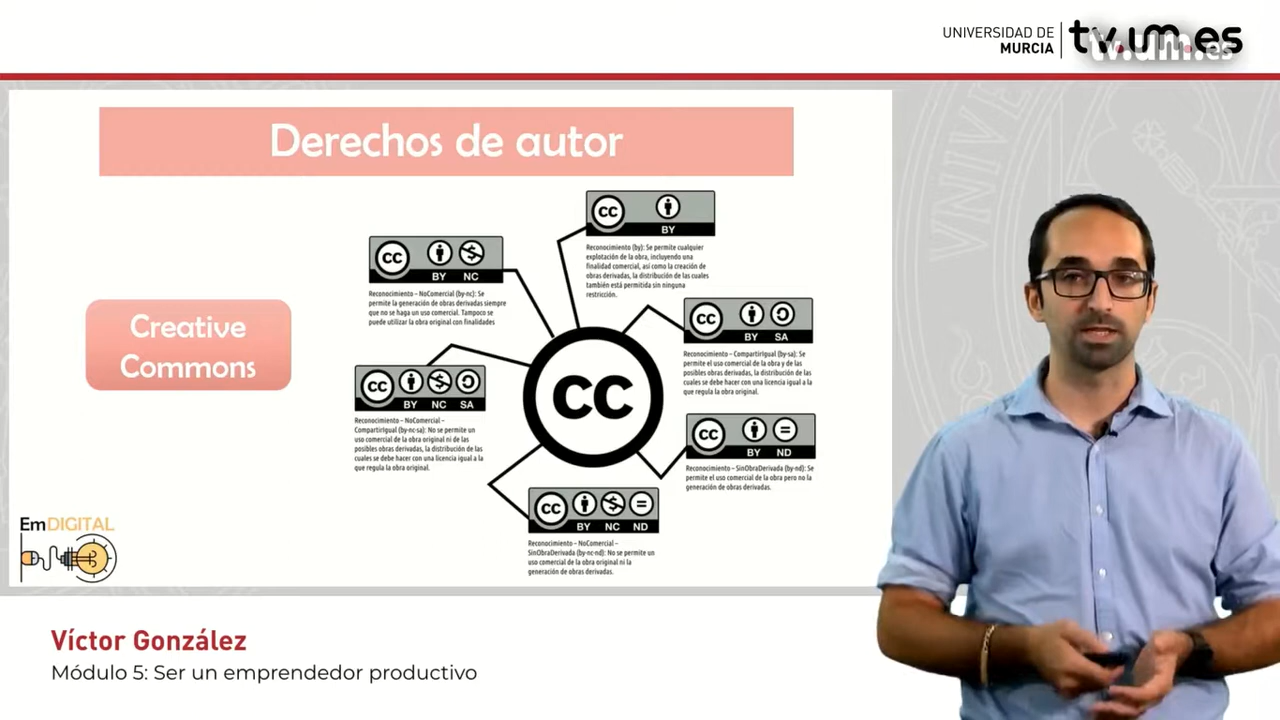 UNIVERSIDAD DE
MURCIA
tv.um.es
tv.um.es
Derechos de autor
Creative
Commons
CC
BY
Reconocimiento (by): Se permite cualquier
explotación de la obra, incluyendo una
finalidad comercial, así como la creación de
obras derivadas, la distribución de las cuales
también está permitida sin ninguna
restricción.
CC
BY NC
Reconocimiento – NoComercial (by-nc): Se
permite la generación de obras derivadas siempre
que no se haga un uso comercial. Tampoco se
puede utilizar la obra original con finalidades
CC
BY SA
Reconocimiento – CompartirIgual (by-sa): Se
permite el uso comercial de la obra y de las
posibles obras derivadas, la distribución de las
cuales se debe hacer con una licencia igual a la
que regula la obra original.
CC
BY NC SA
Reconocimiento – NoComercial –
CompartirIgual (by-nc-sa): No se permite un
uso comercial de la obra original ni de las
posibles obras derivadas, la distribución de las
cuales se debe hacer con una licencia igual a la
que regula la obra original.
CC
CC
BY ND
Reconocimiento – SinObraDerivada (by-nd): Se
permite el uso comercial de la obra pero no la
generación de obras derivadas.
CC
BY NC ND
Reconocimiento – NoComercial –
SinObraDerivada (by-nc-nd): No se permite un
uso comercial de la obra original ni la
generación de obras derivadas.
EmDIGITAL
VNIVE
Víctor González
Módulo 5: Ser un emprendedor productivo